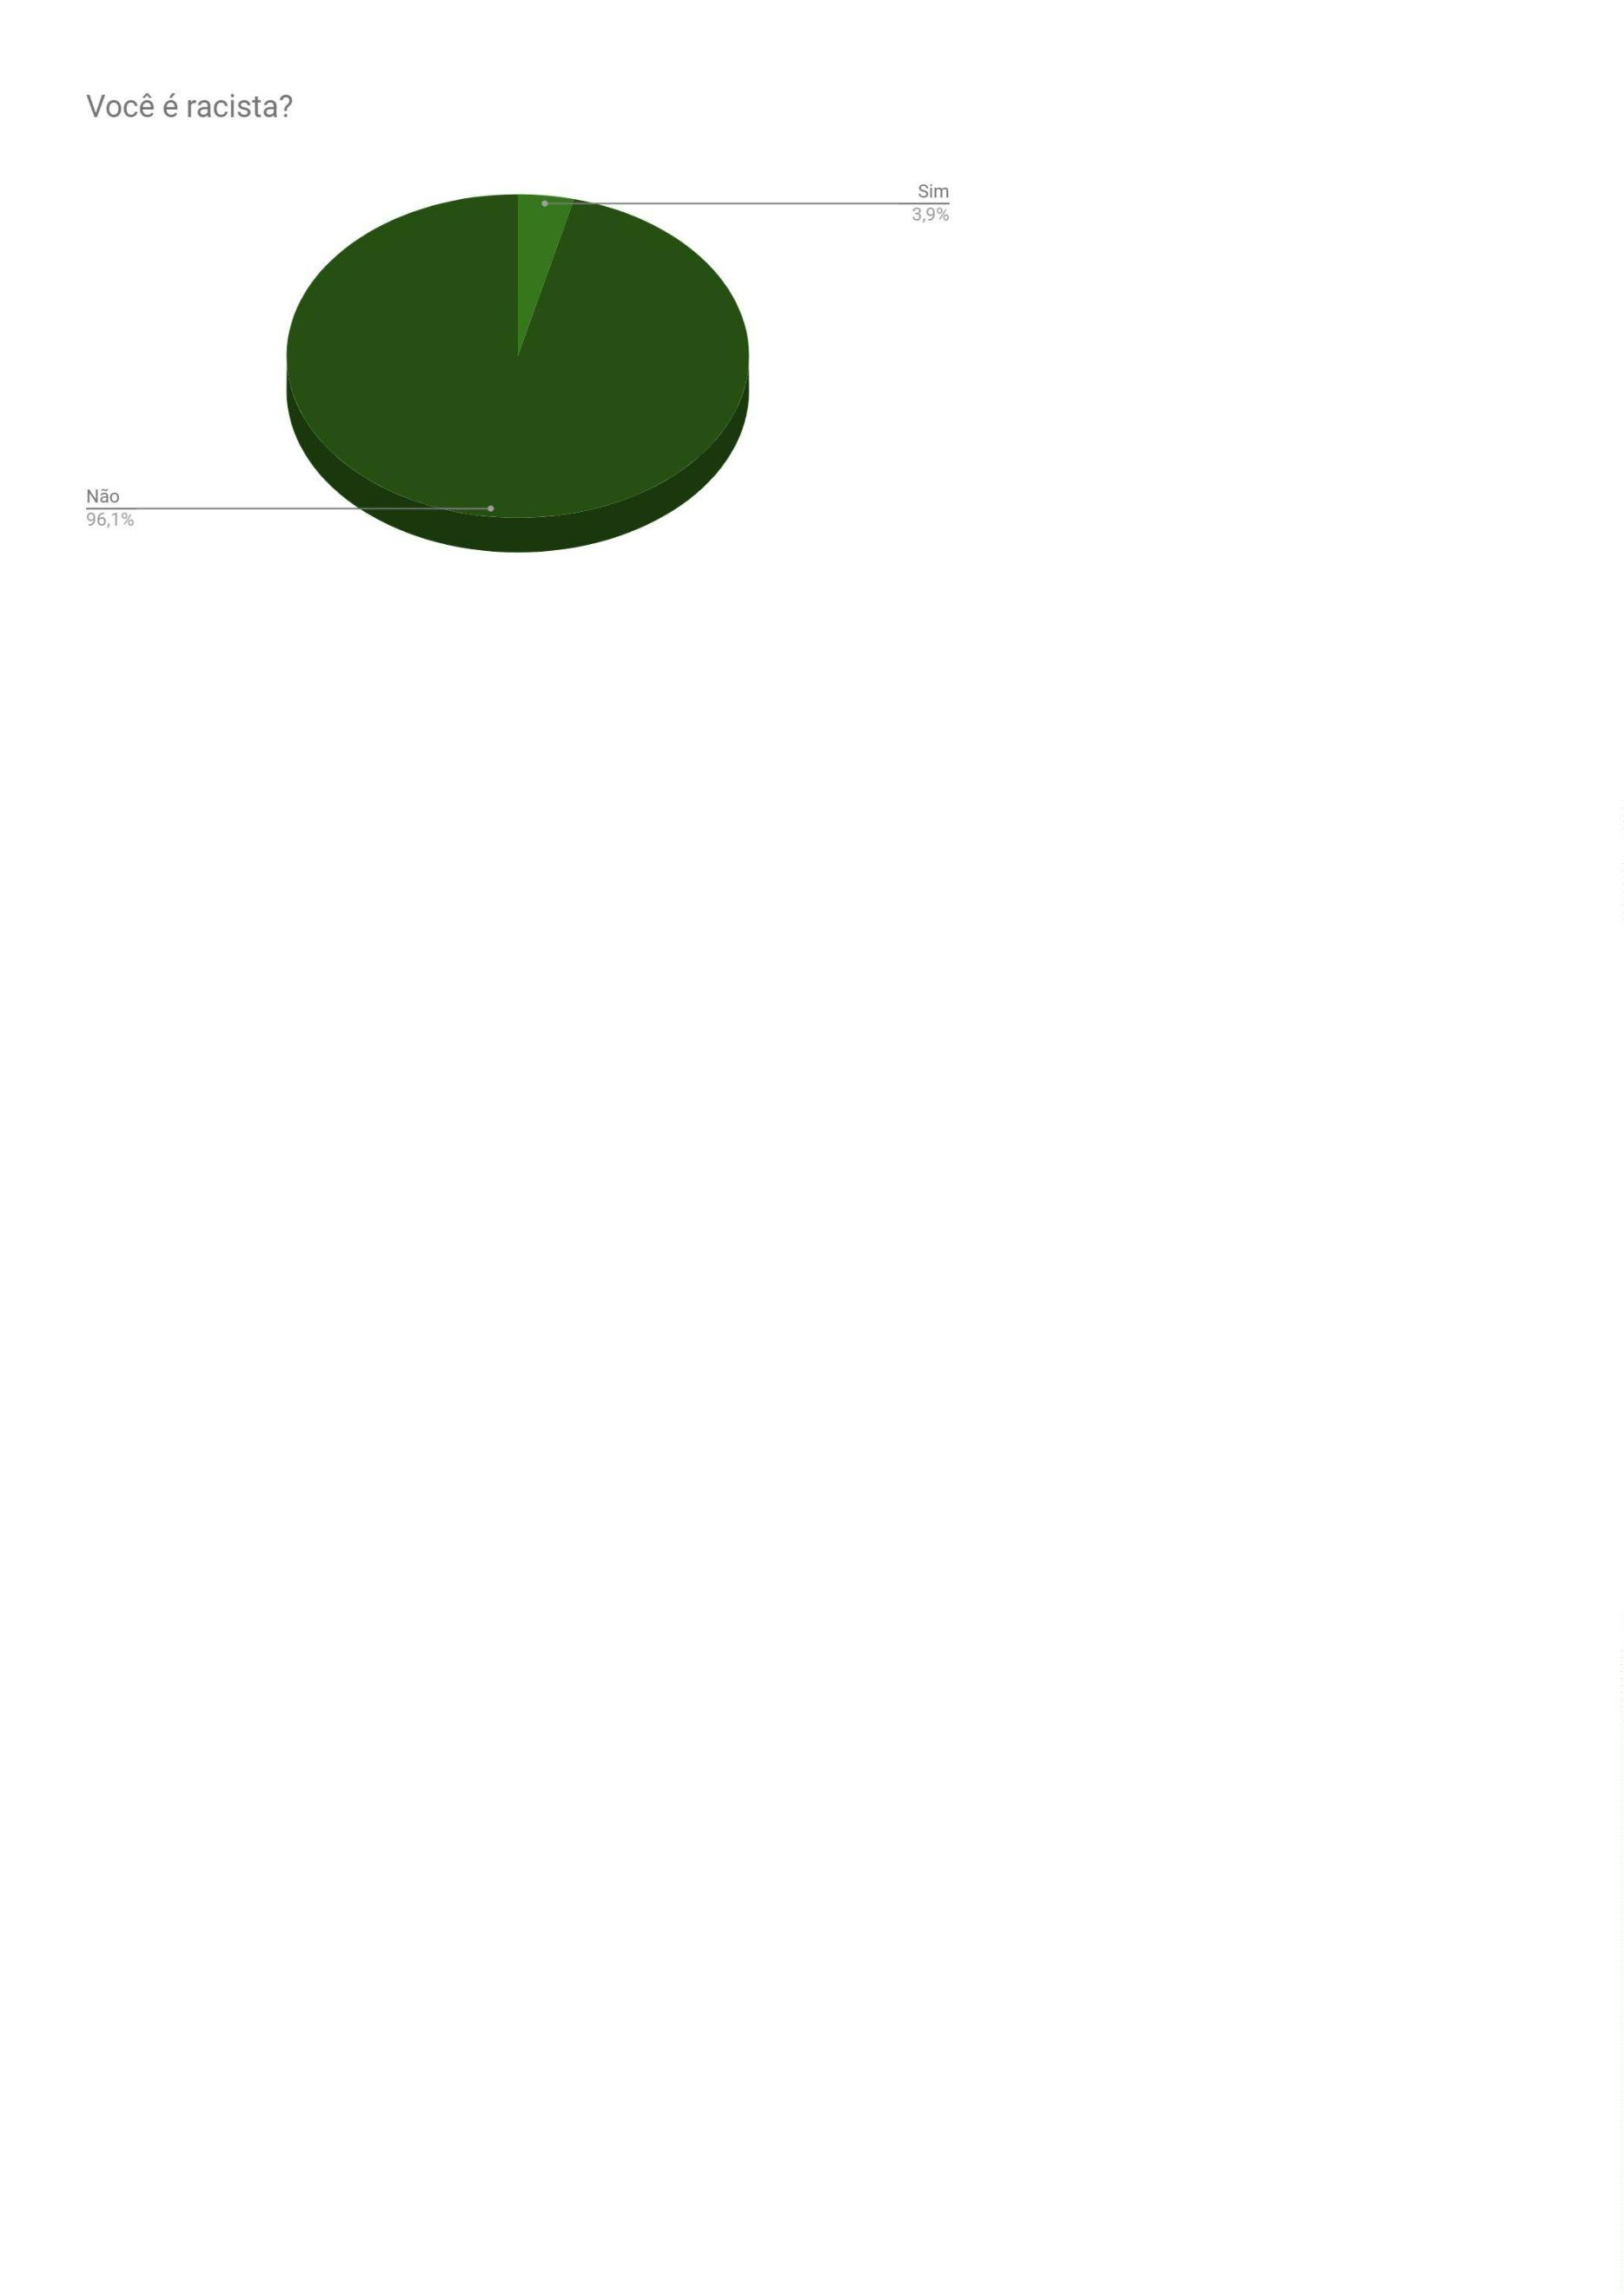 Você é racista?
Sim
3,9%
Não
96,1%